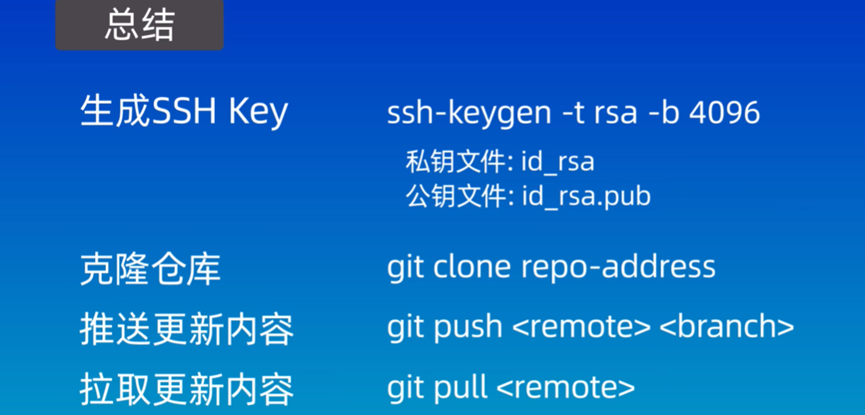 总结
生成SSH Key ssh-keygen -t rsa -b 4096
私钥文件: id_rsa
公钥文件: id_rsa.pub
克隆仓库 git clone repo-address
推送更新内容 git push <remote> <branch>
拉取更新内容 git pull <remote>